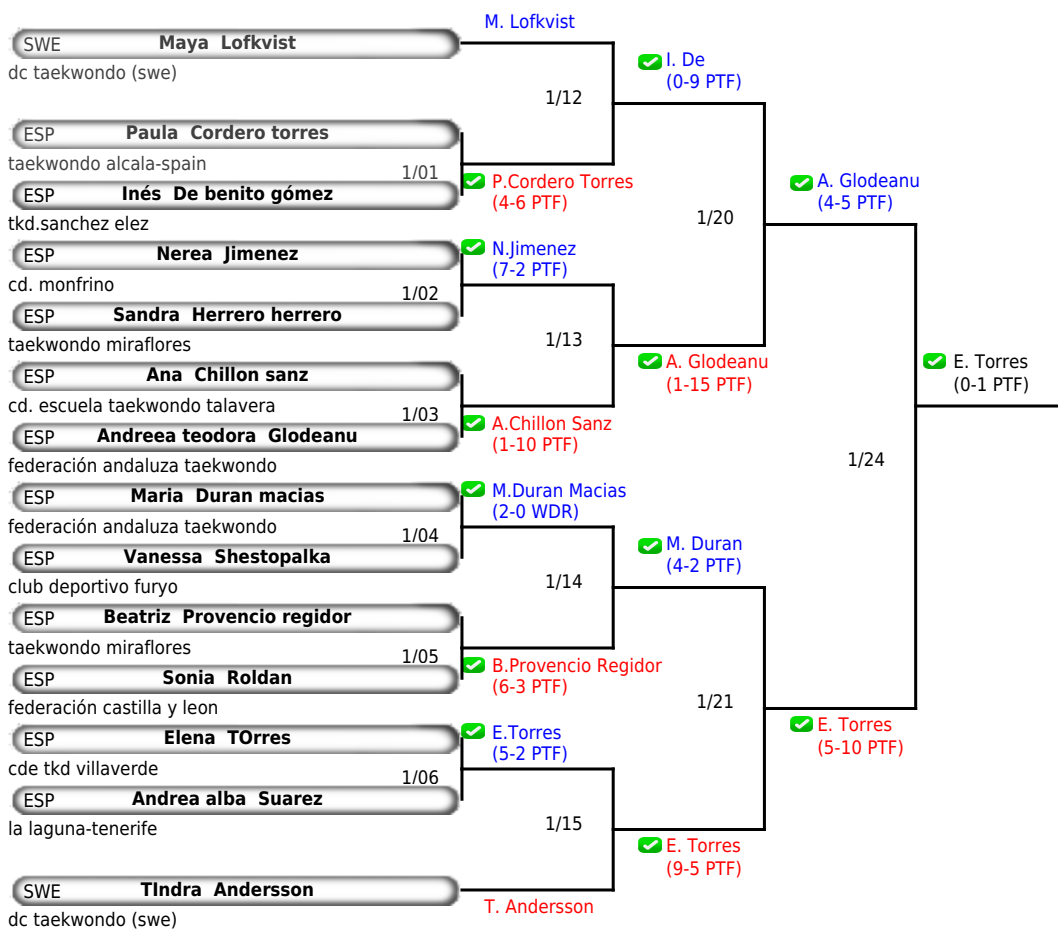 M. Lofkvist
SWE Maya Lofkvist
dc taekwondo (swe)
I. De
(0-9 PTF)
1/12
ESP Paula Cordero torres
taekwondo alcala-spain
1/01
P.Cordero Torres
(4-6 PTF)
ESP Inés De benito gómez
tkd.sanchez elez
A. Glodeanu
(4-5 PTF)
1/20
ESP Nerea Jimenez
cd. monfrino
N.Jimenez
(7-2 PTF)
1/02
ESP Sandra Herrero herrero
taekwondo miraflores
1/13
ESP Ana Chillon sanz
cd. escuela taekwondo talavera
A. Glodeanu
(1-15 PTF)
E. Torres
(0-1 PTF)
1/03
A.Chillon Sanz
(1-10 PTF)
ESP Andreea teodora Glodeanu
federación andaluza taekwondo
1/24
ESP Maria Duran macias
federación andaluza taekwondo
M.Duran Macias
(2-0 WDR)
1/04
ESP Vanessa Shestopalka
club deportivo furyo
M. Duran
(4-2 PTF)
1/14
ESP Beatriz Provencio regidor
taekwondo miraflores
1/05
B.Provencio Regidor
(6-3 PTF)
ESP Sonia Roldan
federación castilla y leon
1/21
E. Torres
(5-10 PTF)
ESP Elena TOrres
cde tkd villaverde
E.Torres
(5-2 PTF)
1/06
ESP Andrea alba Suarez
la laguna-tenerife
1/15
E. Torres
(9-5 PTF)
SWE TIndra Andersson
dc taekwondo (swe)
T. Andersson